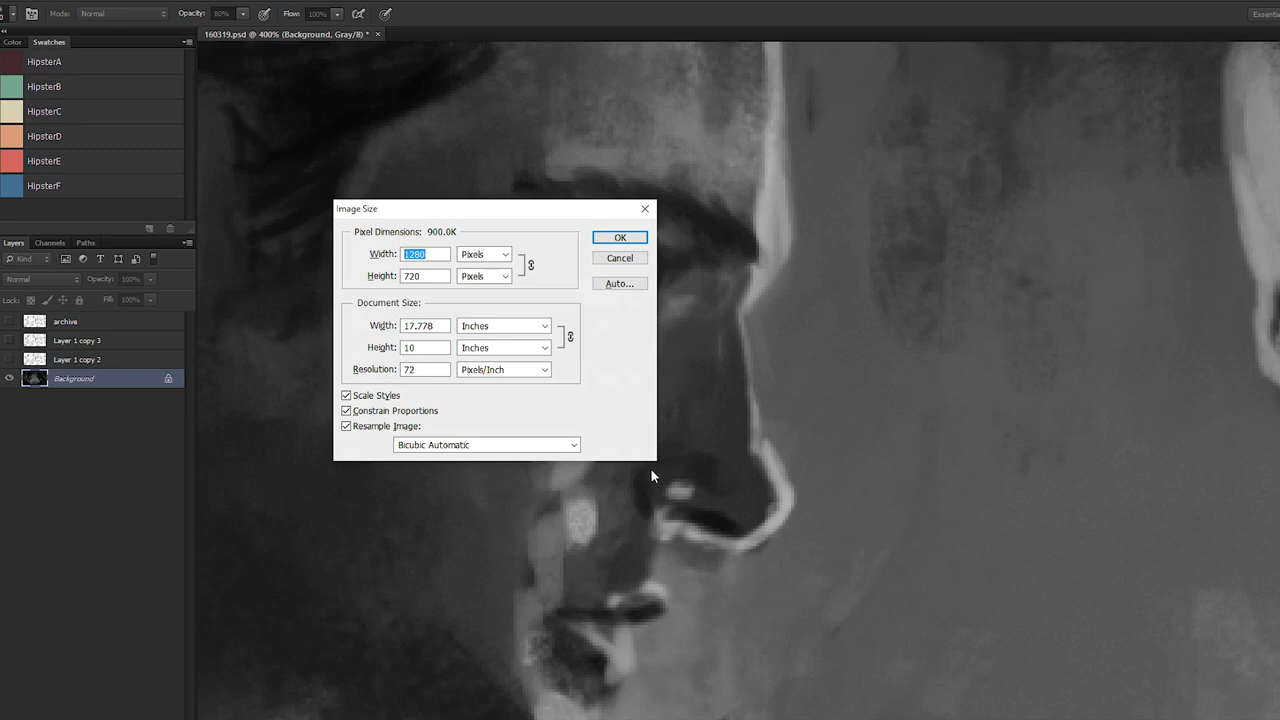 Mode: Normal Opacity: 80% Flow: 100% Essentia
160319.psd @ 400% (Background, Gray/8) * ×
Color Swatches
HipsterA
HipsterB
HipsterC
HipsterD
HipsterE
HipsterF
Layers Channels Paths
Kind
Normal Opacity: 100%
Lock: Fill: 100%
archive
Layer 1 copy 3
Layer 1 copy 2
Background
Image Size
Pixel Dimensions: 900.0K
Width: 1280 Pixels
Height: 720 Pixels
Document Size:
Width: 17.778 Inches
Height: 10 Inches
Resolution: 72 Pixels/Inch
Scale Styles
Constrain Proportions
Resample Image:
Bicubic Automatic
OK
Cancel
Auto...